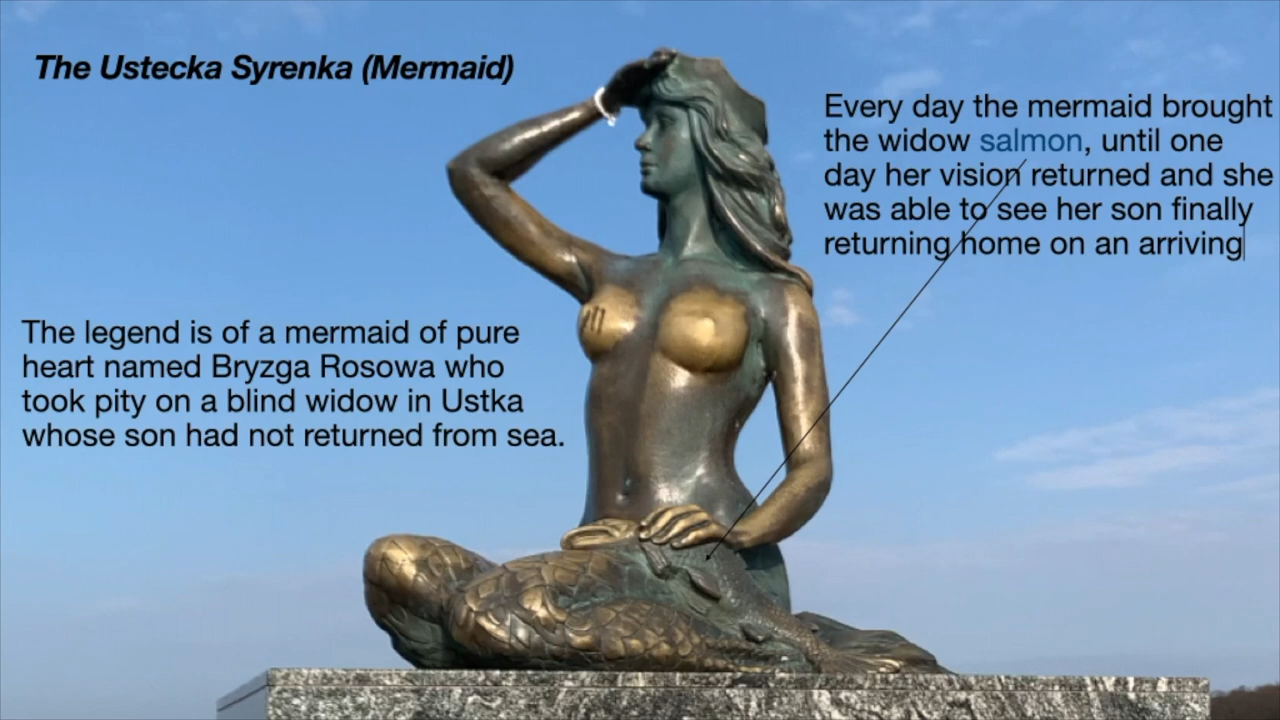 The Ustecka Syrenka (Mermaid)
Every day the mermaid brought
the widow salmon, until one
day her vision returned and she
was able to see her son finally
returning home on an arriving
The legend is of a mermaid of pure
heart named Bryzga Rosowa who
took pity on a blind widow in Ustka
whose son had not returned from sea.